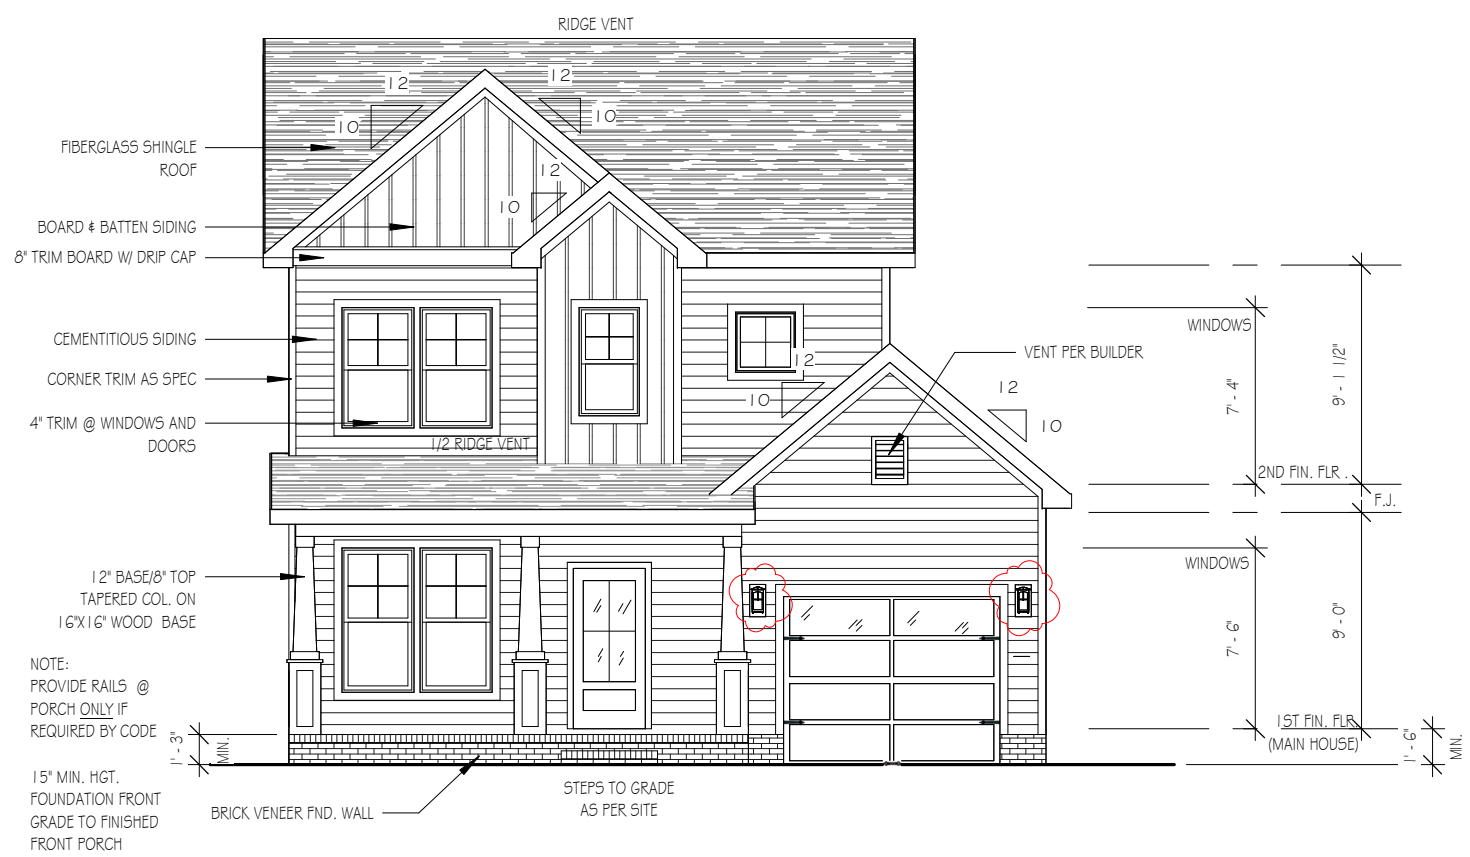 RIDGE VENT
12
12
10
10
FIBERGLASS SHINGLE
ROOF
12
10
BOARD & BATTEN SIDING
8" TRIM BOARD W/ DRIP CAP
WINDOWS
CEMENTITIOUS SIDING
VENT PER BUILDER
12
CORNER TRIM AS SPEC
12
10
7' - 4"
9' - 1 1/2"
4" TRIM @ WINDOWS AND
DOORS
10
1/2 RIDGE VENT
2ND FIN. FLR.
F.J.
WINDOWS
12" BASE/8" TOP
TAPERED COL. ON
16"X16" WOOD BASE
7' - 6"
9' - 0"
NOTE:
PROVIDE RAILS @
PORCH ONLY IF
REQUIRED BY CODE
1' - 3"
MIN.
1ST FIN. FLR.
(MAIN HOUSE)
1' - 6"
MIN.
15" MIN. HGT.
FOUNDATION FRONT
GRADE TO FINISHED
FRONT PORCH
BRICK VENEER FND. WALL
STEPS TO GRADE
AS PER SITE